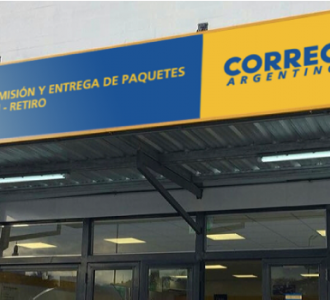 MISIÓN Y ENTREGA DE PAQUETES
- RETIRO
CORREO
ARGENTINO